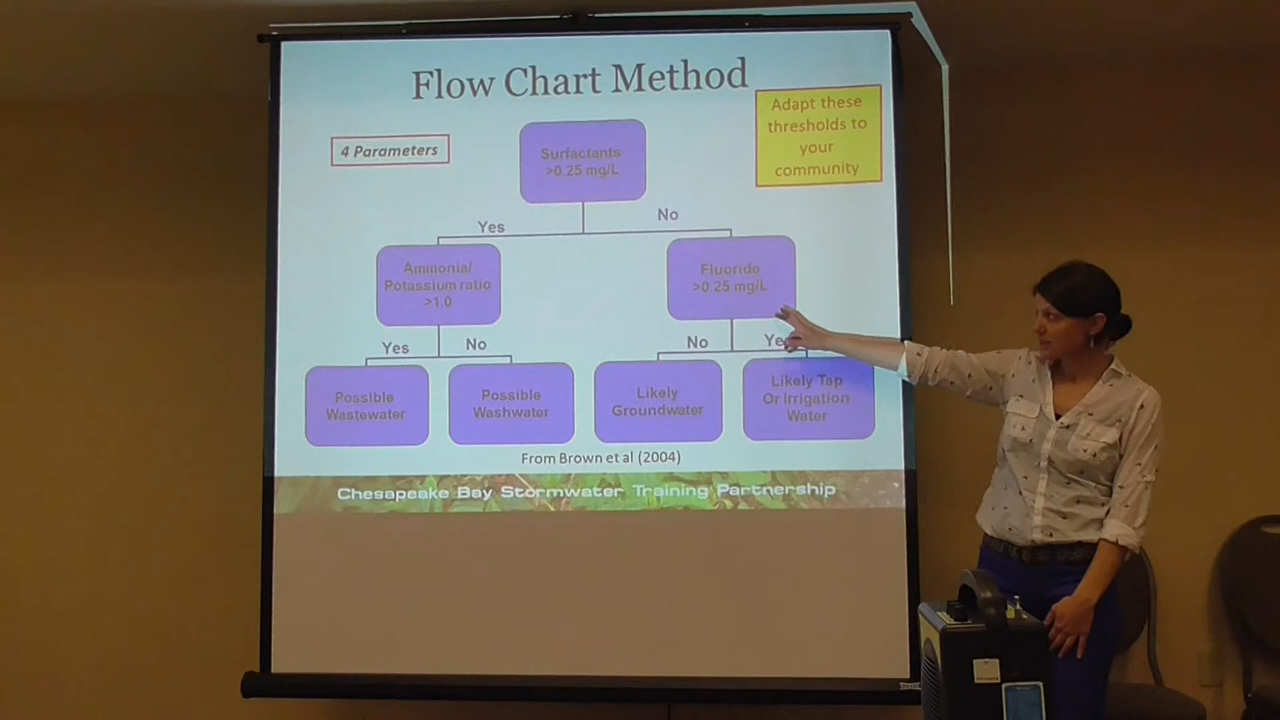 Flow Chart Method
Adapt these
thresholds to
your
community
4 Parameters
Surfactants
>0.25 mg/L
Yes
No
Ammonia/
Potassium ratio
>1.0
Fluoride
>0.25 mg/L
Yes
No
No
Yes
Possible
Wastewater
Possible
Washwater
Likely
Groundwater
Likely Tap
Or Irrigation
Water
From Brown et al (2004)
Chesapeake Bay Stormwater Training Partnership